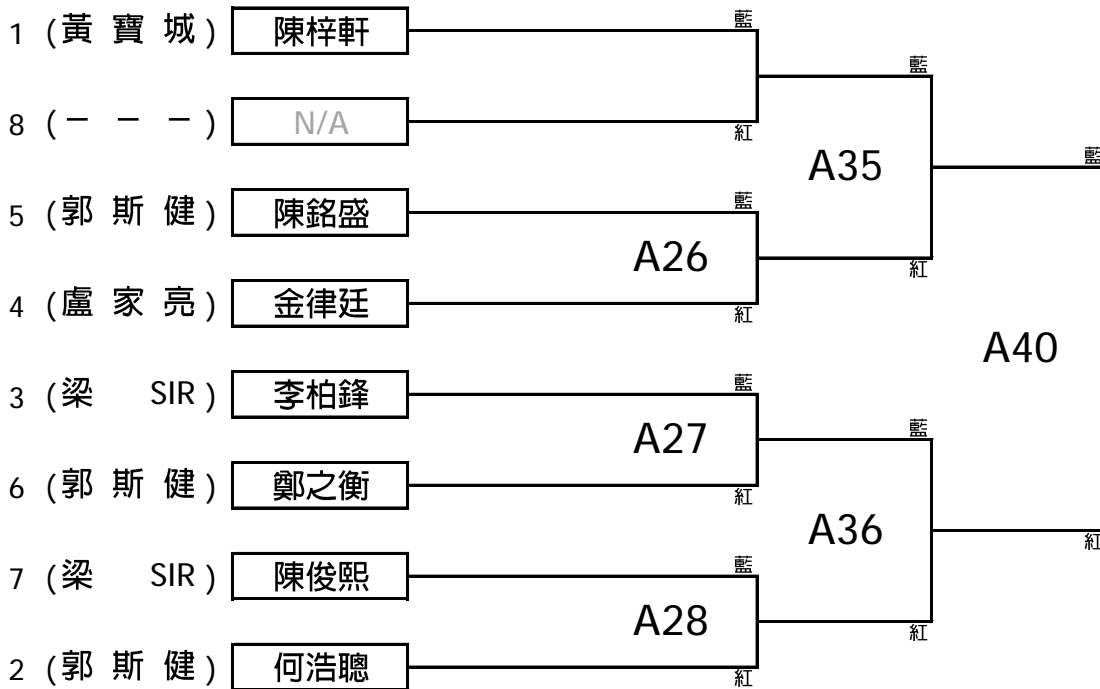 1 (黃 寶 城) 陳梓軒 藍
藍
8 (－ － －) N/A 紅
A35 藍
5 (郭 斯 健) 陳銘盛 藍
A26
紅
4 (盧 家 亮) 金律廷 紅
A40
3 (梁 SIR) 李柏鋒 藍
A27 藍
6 (郭 斯 健) 鄭之衡 紅
A36 紅
7 (梁 SIR) 陳俊熙 藍
A28 紅
2 (郭 斯 健) 何浩聰 紅